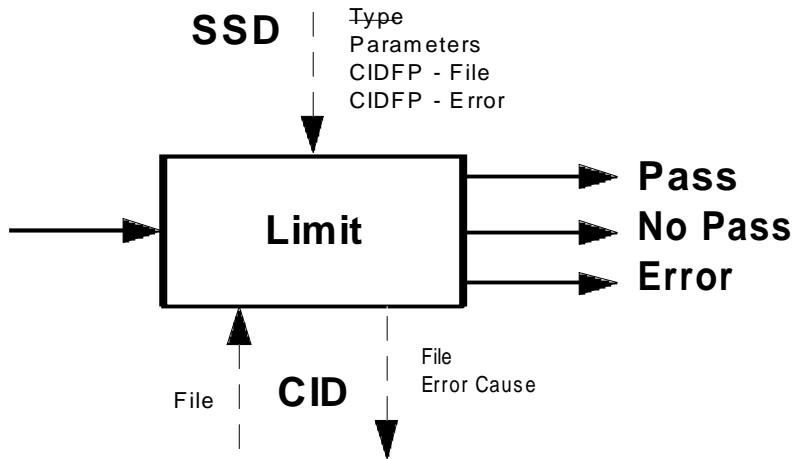 SSD
Type
Parameters
CIDFP - File
CIDFP - Error
Limit
Pass
No Pass
Error
File
CID
File
Error Cause